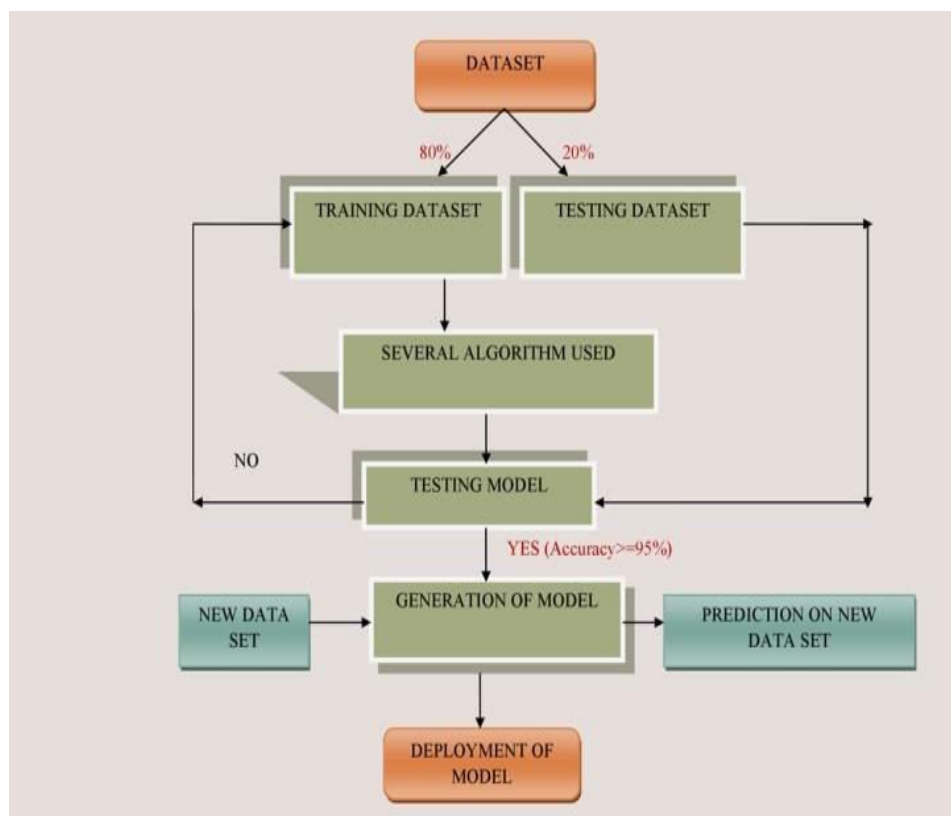 DATASET
80%
20%
TRAINING DATASET
TESTING DATASET
SEVERAL ALGORITHM USED
NO
TESTING MODEL
YES (Accuracy>=95%)
GENERATION OF MODEL
NEW DATA
SET
PREDICTION ON NEW
DATA SET
DEPLOYMENT OF
MODEL